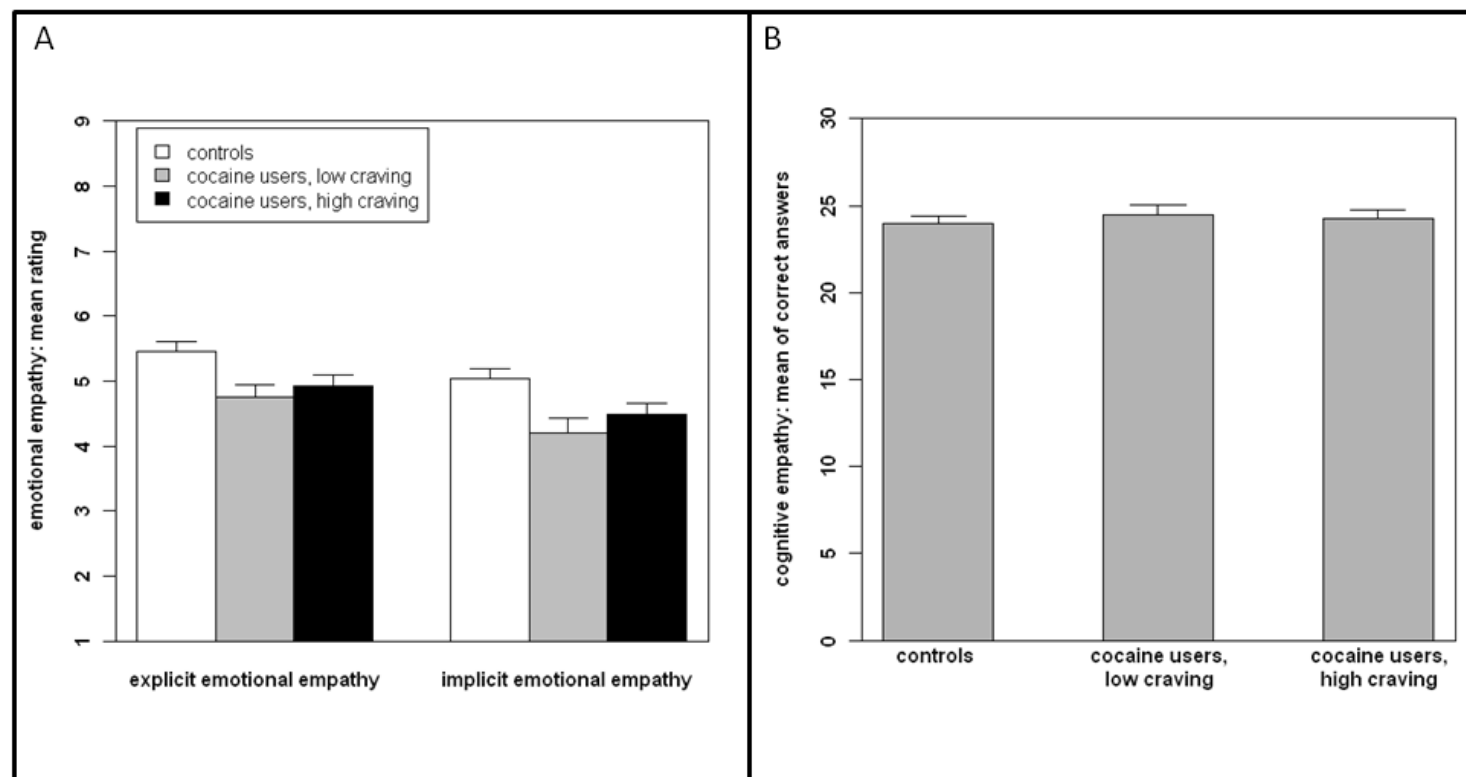 A
emotional empathy: mean rating
9
8
7
6
5
4
3
2
1
controls
cocaine users, low craving
cocaine users, high craving
explicit emotional empathy
implicit emotional empathy
B
cognitive empathy: mean of correct answers
30
25
20
15
10
5
0
controls
cocaine users,
low craving
cocaine users,
high craving